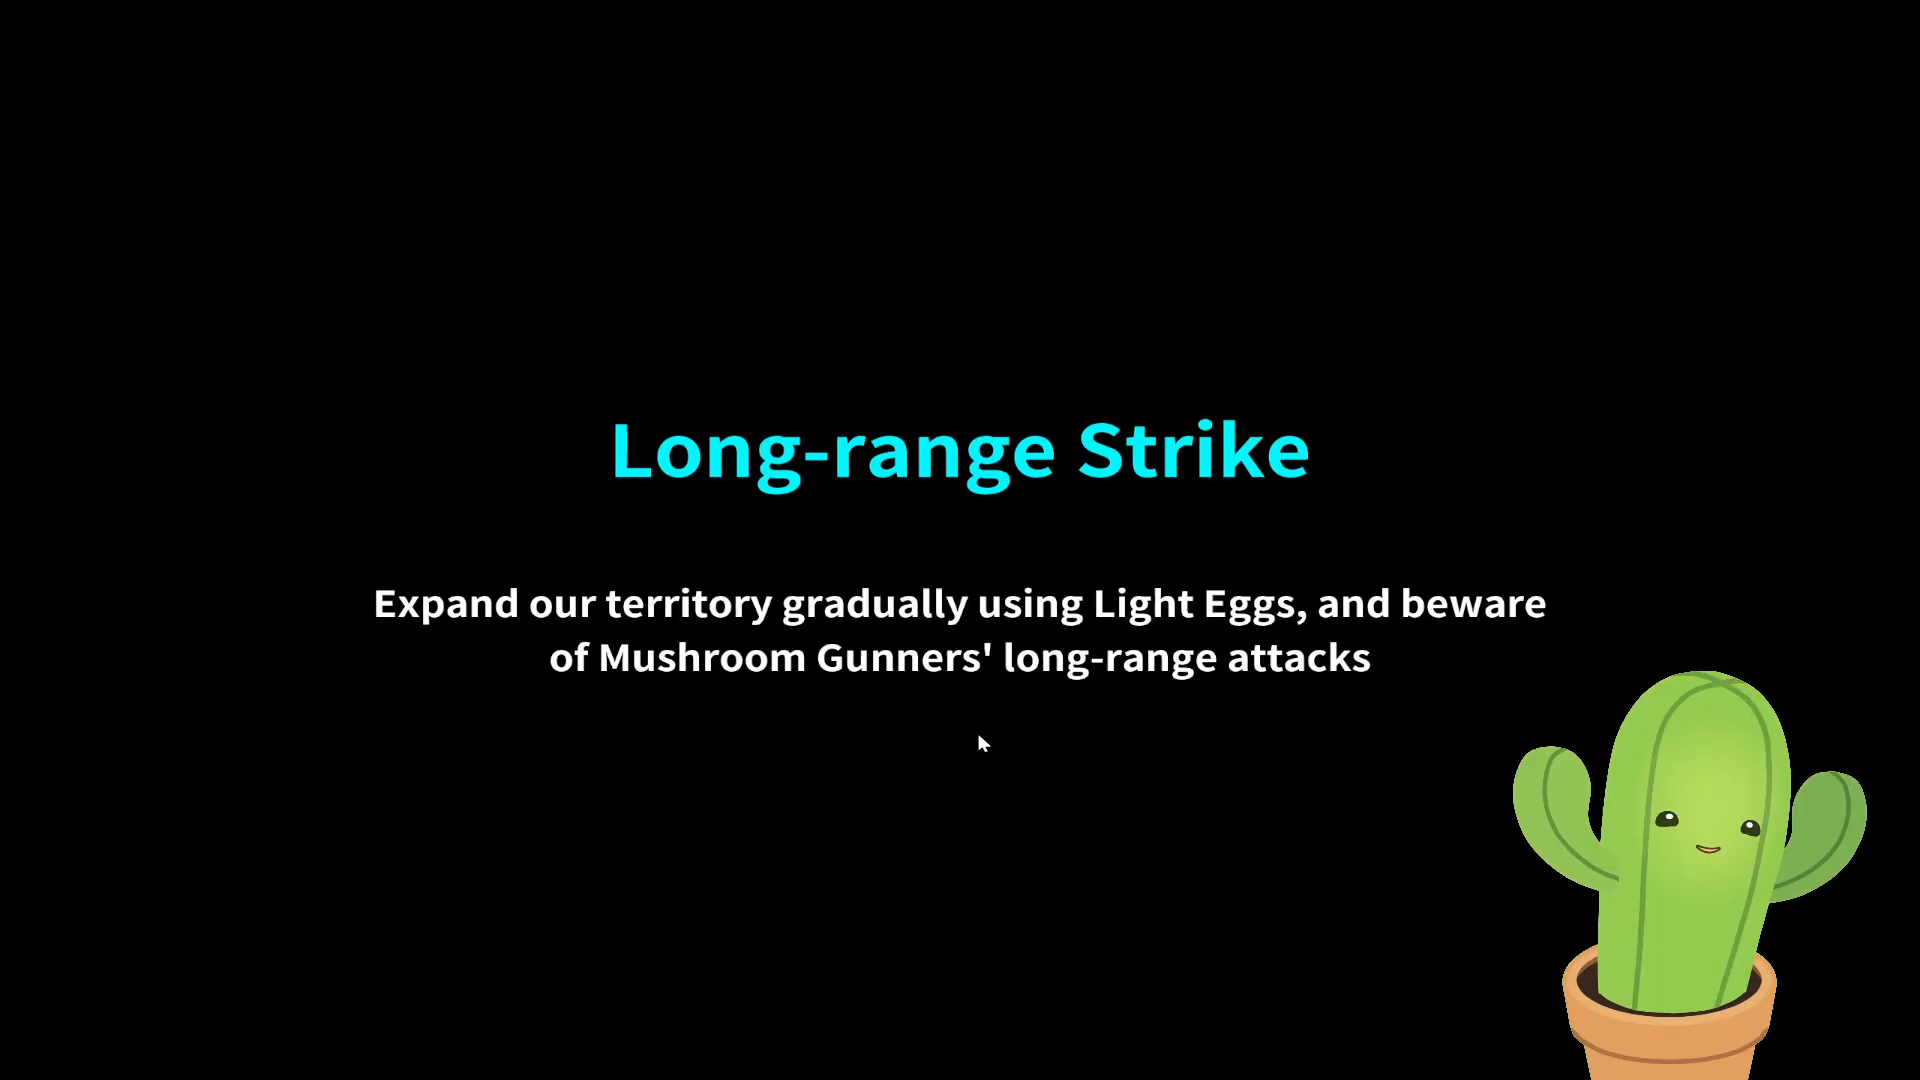 Long-range Strike
Expand our territory gradually using Light Eggs, and beware
of Mushroom Gunners' long-range attacks